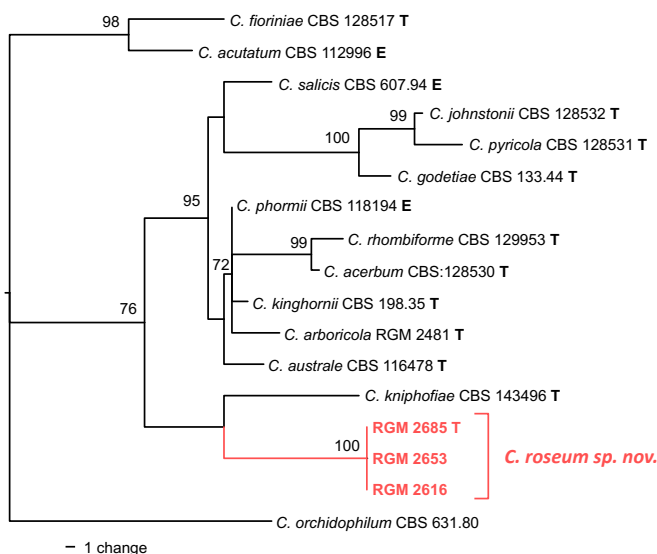 98
C. fioriniae CBS 128517 T
C. acutatum CBS 112996 E
C. salicis CBS 607.94 E
99
C. johnstonii CBS 128532 T
100
C. pyricola CBS 128531 T
C. godetiae CBS 133.44 T
95
C. phormii CBS 118194 E
99
C. rhombiforme CBS 129953 T
72
C. acerbum CBS:128530 T
76
C. kinghornii CBS 198.35 T
C. arboricola RGM 2481 T
C. australe CBS 116478 T
C. kniphofiae CBS 143496 T
RGM 2685 T
100
RGM 2653
C. roseum sp. nov.
RGM 2616
C. orchidophilum CBS 631.80
1 change